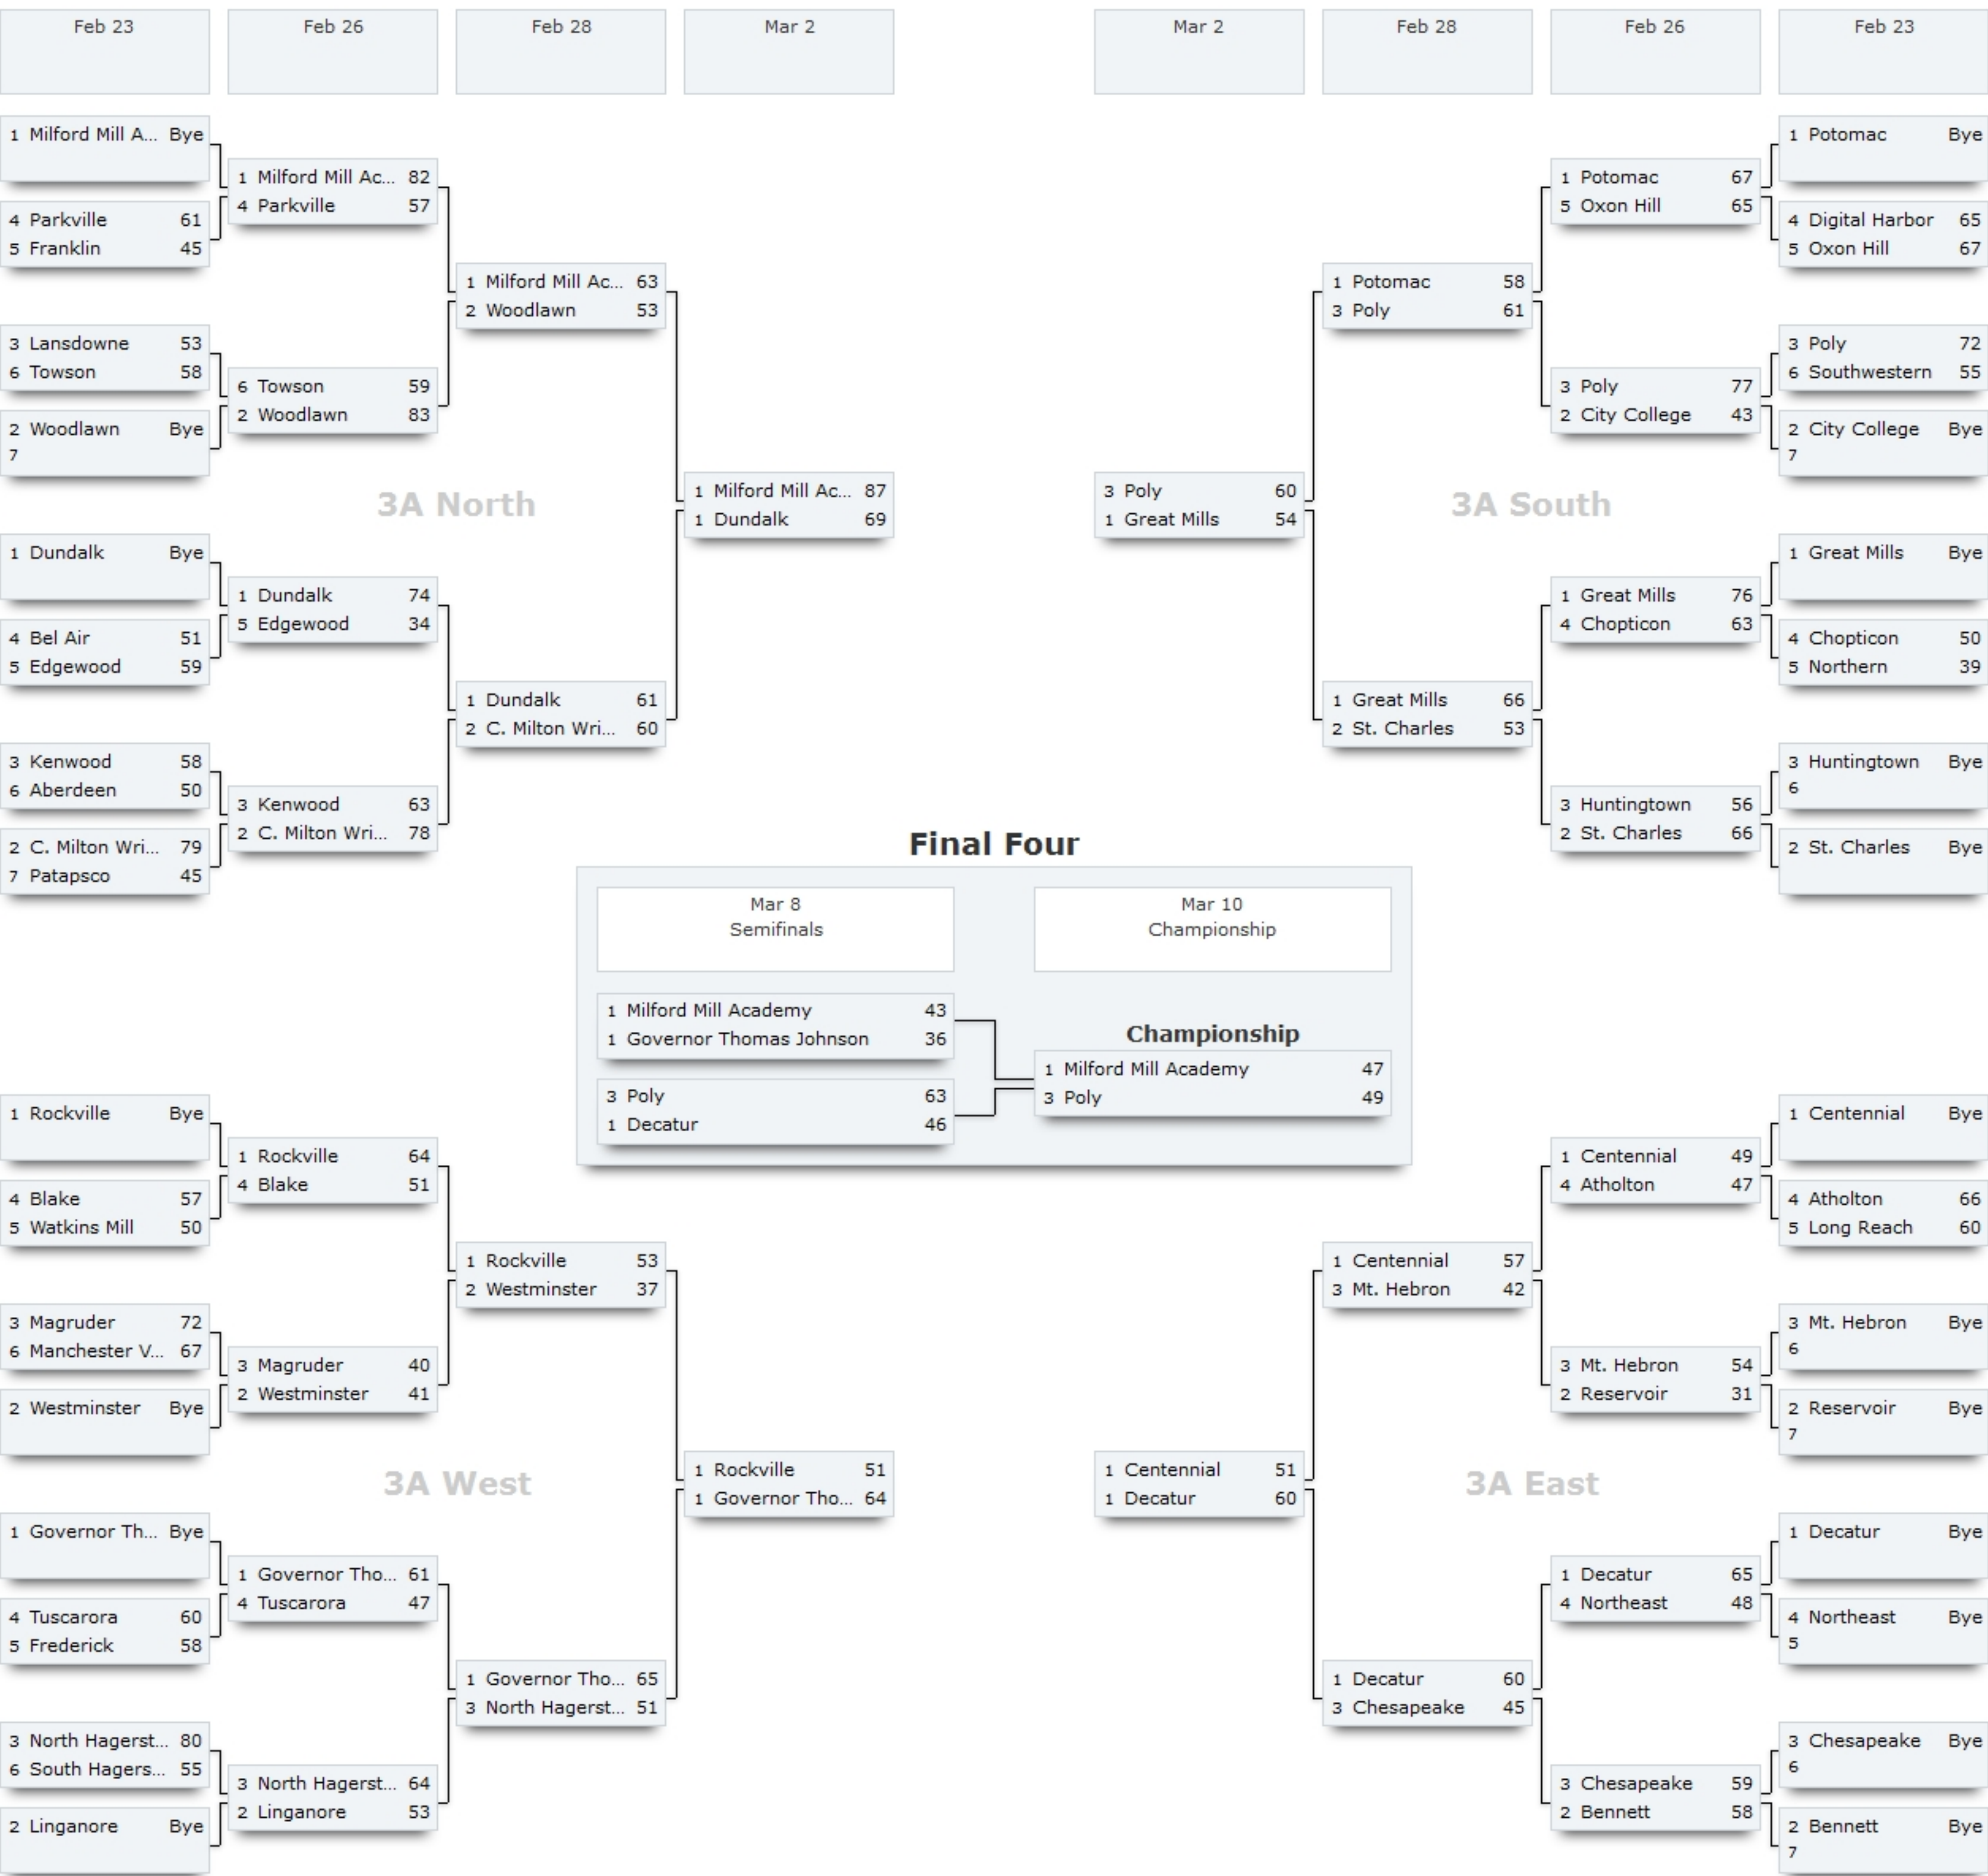 Feb 23
Feb 26
Feb 28
Mar 2
Mar 2
Feb 28
Feb 26
Feb 23
1 Milford Mill A... Bye
4 Parkville 61
5 Franklin 45
3 Lansdowne 53
6 Towson 58
2 Woodlawn Bye
7
1 Dundalk Bye
4 Bel Air 51
5 Edgewood 59
3 Kenwood 58
6 Aberdeen 50
2 C. Milton Wri... 79
7 Patapsco 45
1 Milford Mill Ac... 82
4 Parkville 57
6 Towson 59
2 Woodlawn 83
1 Dundalk 74
5 Edgewood 34
3 Kenwood 63
2 C. Milton Wri... 78
1 Milford Mill Ac... 63
2 Woodlawn 53
1 Dundalk 61
2 C. Milton Wri... 60
3A North
1 Milford Mill Ac... 87
1 Dundalk 69
3 Poly 60
1 Great Mills 54
3A South
1 Potomac 58
3 Poly 61
1 Great Mills 66
2 St. Charles 53
1 Potomac 67
5 Oxon Hill 65
3 Poly 77
2 City College 43
1 Great Mills 76
4 Chopticon 63
3 Huntingtown 56
2 St. Charles 66
1 Potomac Bye
4 Digital Harbor 65
5 Oxon Hill 67
3 Poly 72
6 Southwestern 55
2 City College Bye
7
1 Great Mills Bye
4 Chopticon 50
5 Northern 39
3 Huntingtown Bye
6
2 St. Charles Bye
Final Four
Mar 8
Semifinals
Mar 10
Championship
1 Milford Mill Academy 43
1 Governor Thomas Johnson 36
3 Poly 63
1 Decatur 46
Championship
1 Milford Mill Academy 47
3 Poly 49
1 Rockville Bye
4 Blake 57
5 Watkins Mill 50
3 Magruder 72
6 Manchester V... 67
2 Westminster Bye
1 Governor Th... Bye
4 Tuscarora 60
5 Frederick 58
3 North Hagerst... 80
6 South Hagers... 55
2 Linganore Bye
1 Rockville 64
4 Blake 51
3 Magruder 40
2 Westminster 41
1 Governor Tho... 61
4 Tuscarora 47
3 North Hagerst... 64
2 Linganore 53
1 Rockville 53
2 Westminster 37
1 Governor Tho... 65
3 North Hagerst... 51
3A West
1 Rockville 51
1 Governor Tho... 64
1 Centennial 51
1 Decatur 60
3A East
1 Centennial 57
3 Mt. Hebron 42
1 Decatur 60
3 Chesapeake 45
1 Centennial 49
4 Atholton 47
3 Mt. Hebron 54
2 Reservoir 31
1 Decatur 65
4 Northeast 48
3 Chesapeake 59
2 Bennett 58
1 Centennial Bye
4 Atholton 66
5 Long Reach 60
3 Mt. Hebron Bye
6
2 Reservoir Bye
7
1 Decatur Bye
4 Northeast Bye
5
3 Chesapeake Bye
6
2 Bennett Bye
7